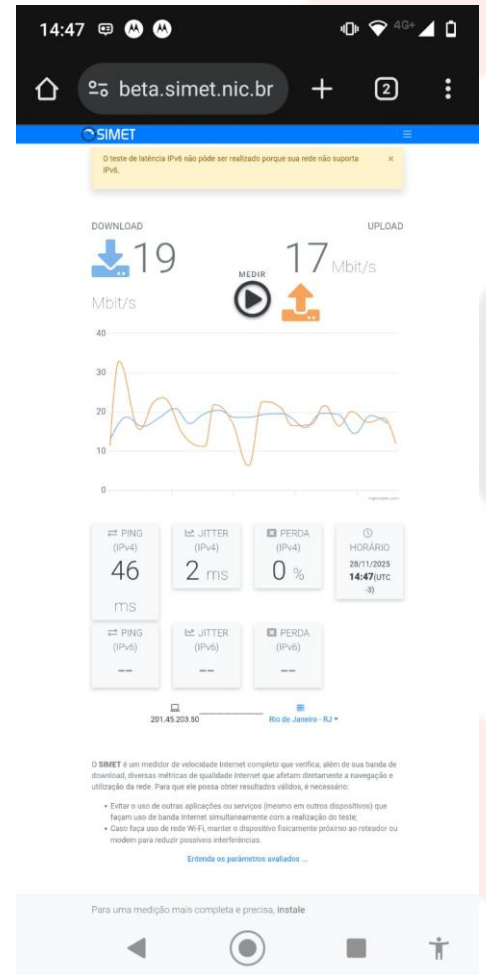 14:47
4G+
beta.simet.nic.br
2
SIMET
O teste de latência IPv6 não pôde ser realizado porque sua rede não suporta
IPv6.
×
DOWNLOAD
UPLOAD
19
Mbit/s
MEDIR
17 Mbit/s
40
30
20
10
0
PING
(IPv4)
46
ms
JITTER
(IPv4)
2 ms
PERDA
(IPv4)
0 %
HORÁRIO
28/11/2025
14:47(UTC
-3)
PING
(IPv6)
--
JITTER
(IPv6)
--
PERDA
(IPv6)
--
201.45.203.50
Rio de Janeiro - RJ
O SIMET é um medidor de velocidade Internet completo que verifica, além de sua banda de
download, diversas métricas de qualidade Internet que afetam diretamente a navegação e
utilização da rede. Para que ele possa obter resultados válidos, é necessário:
• Evitar o uso de outras aplicações ou serviços (mesmo em outros dispositivos) que
façam uso de banda Internet simultaneamente com a realização do teste;
• Caso faça uso de rede Wi-Fi, manter o dispositivo fisicamente próximo ao roteador ou
modem para reduzir possíveis interferências.
Entenda os parâmetros avaliados ...
Para uma medição mais completa e precisa, instale